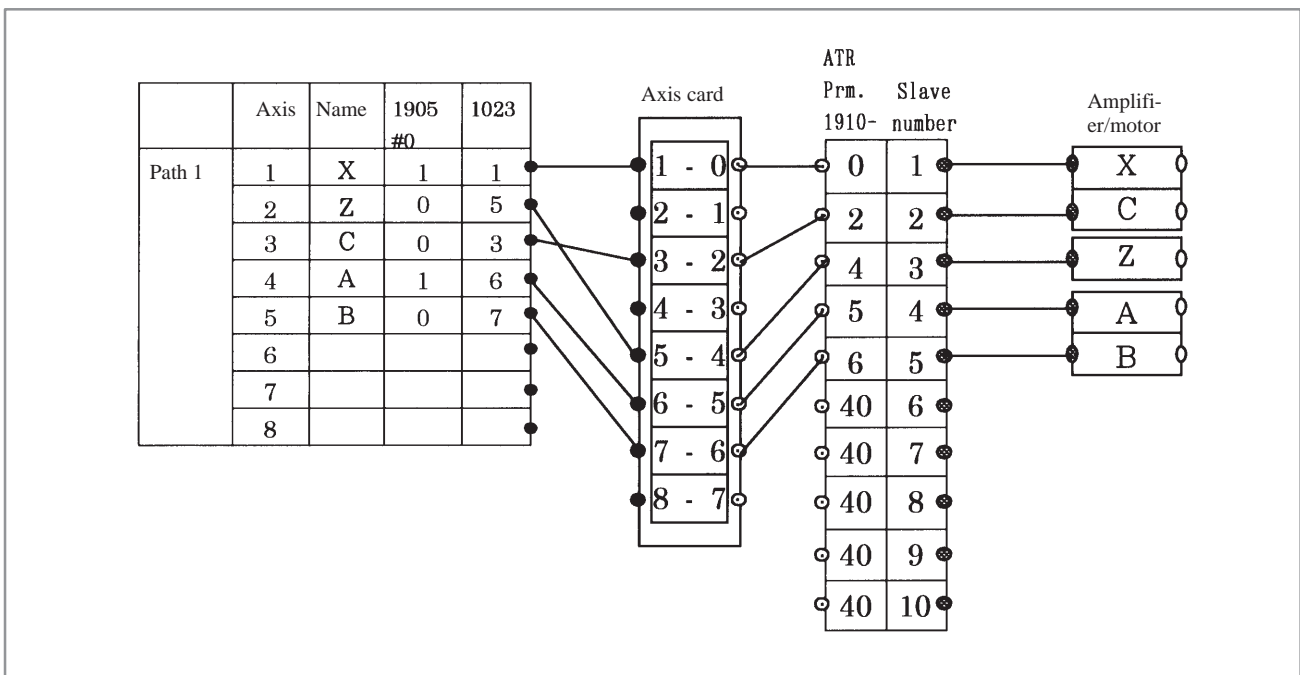 Axis Name 1905 #0 1023
Path 1 1 X 1 1
2 Z 0 5
3 C 0 3
4 A 1 6
5 B 0 7
6
7
8
Axis card
1 - 0
2 - 1
3 - 2
4 - 3
5 - 4
6 - 5
7 - 6
8 - 7
ATR
Prm. Slave
1910- number
0 1
2 2
4 3
5 4
6 5
40 6
40 7
40 8
40 9
40 10
Amplifi-
er/motor
X
C
Z
A
B